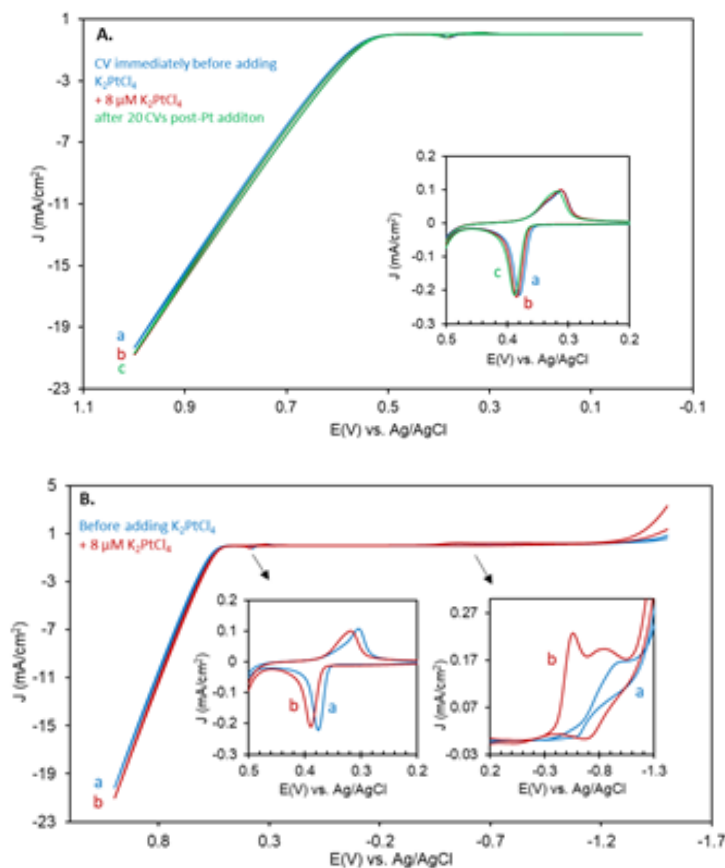 A.
CV immediately before adding
K₂PtCl₄
+ 8 µM K₂PtCl₄
after 20 CVs post-Pt additon
J (mA/cm²)
1
-3
-7
-11
-15
-19
-23
a
b
c
1.1 0.9 0.7 0.5 0.3 0.1 -0.1
E(V) vs. Ag/AgCl
J (mA/cm²)
0.2
0.1
0
-0.1
-0.2
-0.3
c
a
b
0.5 0.4 0.3 0.2
E(V) vs. Ag/AgCl
B.
Before adding K₂PtCl₄
+ 8 µM K₂PtCl₄
J (mA/cm²)
5
1
-3
-7
-11
-15
-19
-23
a
b
0.8 0.3 -0.2 -0.7 -1.2 -1.7
E(V) vs. Ag/AgCl
J (mA/cm²)
0.2
0.1
0
-0.1
-0.2
-0.3
b
a
0.5 0.4 0.3 0.2
E(V) vs. Ag/AgCl
J (mA/cm²)
0.27
0.17
0.07
-0.03
b
a
0.2 -0.3 -0.8 -1.3
E(V) vs. Ag/AgCl